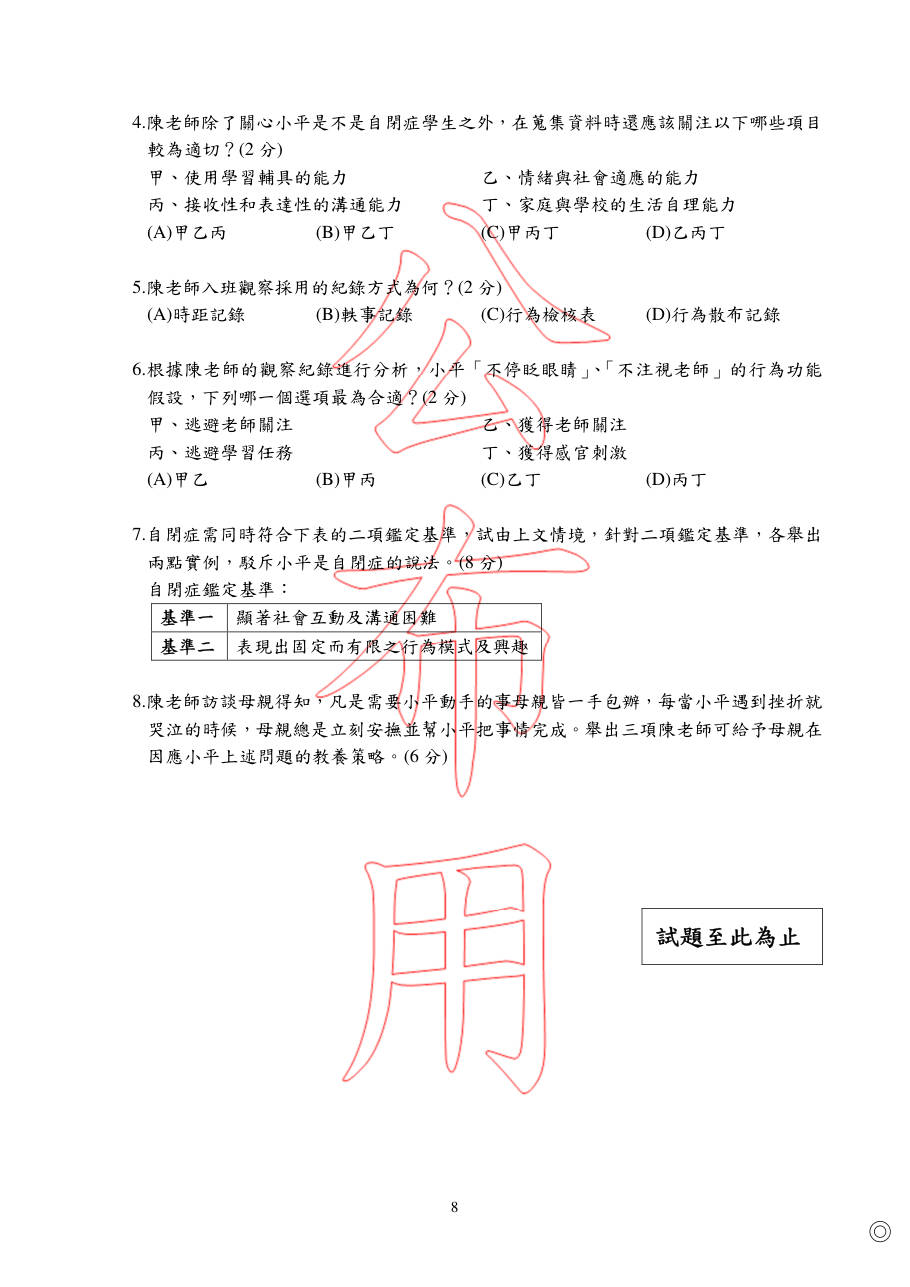 4.陳老師除了關心小平是不是自閉症學生之外，在蒐集資料時還應該關注以下哪些項目
較為適切？(2 分)
甲、使用學習輔具的能力 乙、情緒與社會適應的能力
丙、接收性和表達性的溝通能力 丁、家庭與學校的生活自理能力
(A)甲乙丙 (B)甲乙丁 (C)甲丙丁 (D)乙丙丁
5.陳老師入班觀察採用的紀錄方式為何？(2 分)
(A)時距記錄 (B)軼事記錄 (C)行為檢核表 (D)行為散布記錄
6.根據陳老師的觀察紀錄進行分析，小平「不停眨眼睛」、「不注視老師」的行為功能
假設，下列哪一個選項最為合適？(2 分)
甲、逃避老師關注 乙、獲得老師關注
丙、逃避學習任務 丁、獲得感官刺激
(A)甲乙 (B)甲丙 (C)乙丁 (D)丙丁
7.自閉症需同時符合下表的二項鑑定基準，試由上文情境，針對二項鑑定基準，各舉出
兩點實例，駁斥小平是自閉症的說法。(8 分)
自閉症鑑定基準：
基準一 顯著社會互動及溝通困難
基準二 表現出固定而有限之行為模式及興趣
8.陳老師訪談母親得知，凡是需要小平動手的事母親皆一手包辦，每當小平遇到挫折就
哭泣的時候，母親總是立刻安撫並幫小平把事情完成。舉出三項陳老師可給予母親在
因應小平上述問題的教養策略。(6 分)
試題至此為止
公布用
8